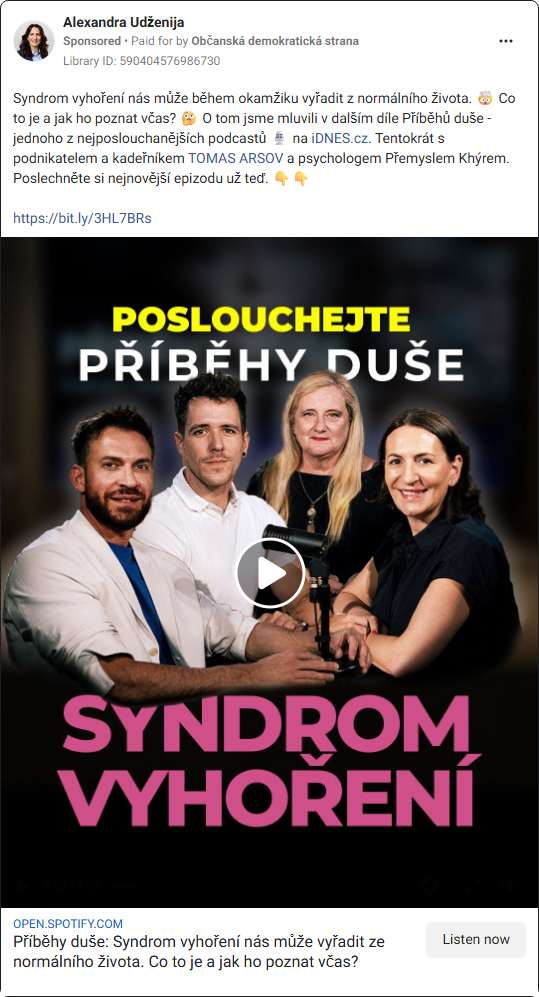 Alexandra Udženija
Sponsored • Paid for by Občanská demokratická strana
Library ID: 590404576986730
Syndrom vyhoření nás může během okamžiku vyřadit z normálního života. 🤯 Co
to je a jak ho poznat včas? 🤔 O tom jsme mluvili v dalším díle Příběhů duše -
jednoho z nejposlouchanějších podcastů 🎙️ na iDNES.cz. Tentokrát s
podnikatelem a kadeřníkem TOMAS ARSOV a psychologem Přemyslem Khýrem.
Poslechněte si nejnovější epizodu už teď. 👇👇
https://bit.ly/3HL7BRs
POSLOUCHEJTE
PŘÍBĚHY DUŠE
SYNDROM
VYHOŘENÍ
OPEN.SPOTIFY.COM
Příběhy duše: Syndrom vyhoření nás může vyřadit ze
normálního života. Co to je a jak ho poznat včas?
Listen now